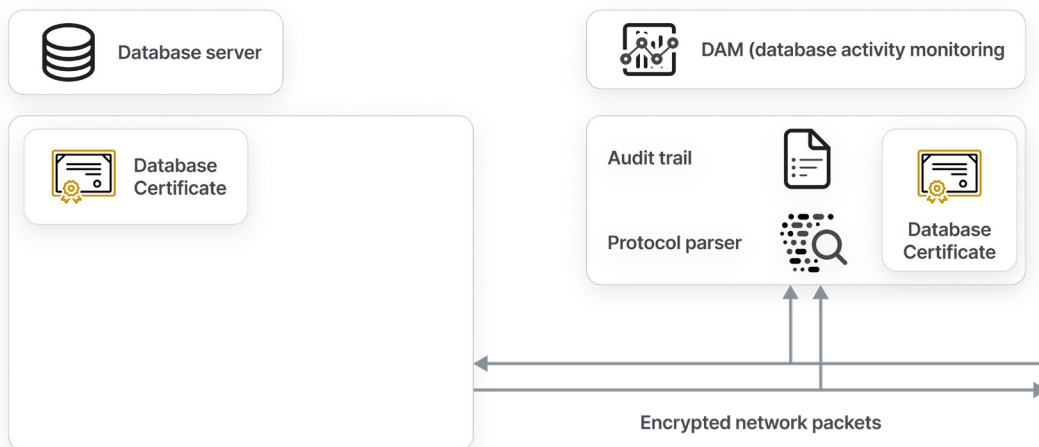 Database server
DAM (database activity monitoring
Database
Certificate
Audit trail
Protocol parser
Database
Certificate
Encrypted network packets